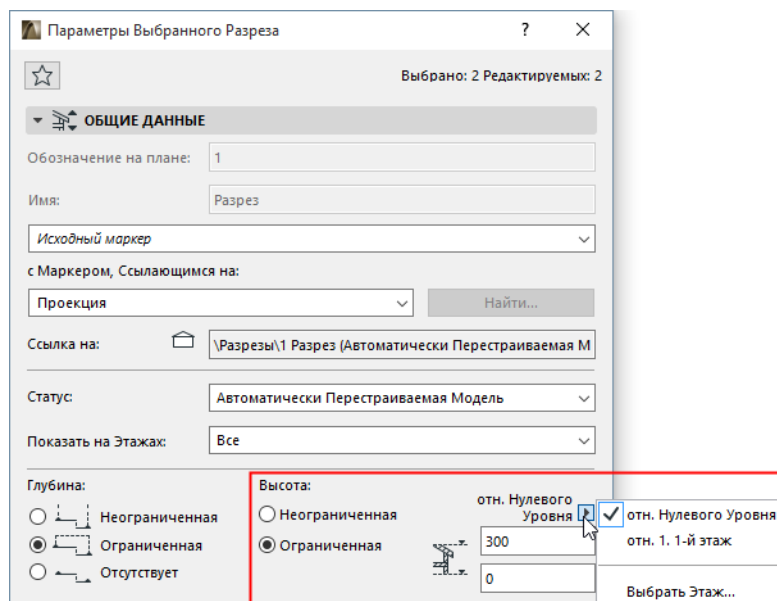 Параметры Выбранного Разреза
?
Выбрано: 2 Редактируемых: 2
ОБЩИЕ ДАННЫЕ
Обозначение на плане: 1
Имя: Разрез
Исходный маркер
с Маркером, Ссылающимся на:
Проекция Найти...
Ссылка на: \Разрезы\1 Разрез (Автоматически Перестраиваемая М
Статус: Автоматически Перестраиваемая Модель
Показать на Этажах: Все
Глубина:
Неограниченная
Ограниченная
Отсутствует
Высота:
Неограниченная
Ограниченная
отн. Нулевого
Уровня
300
0
отн. Нулевого Уровня
отн. 1. 1-й этаж
Выбрать Этаж...